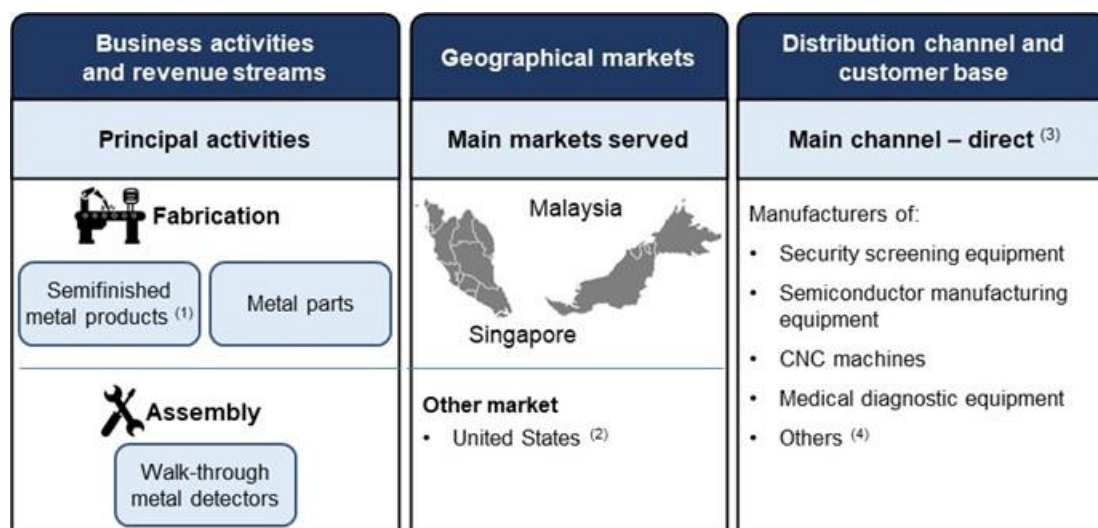 Business activities
and revenue streams
Principal activities
Fabrication
Semifinished
metal products (1)
Metal parts
Assembly
Walk-through
metal detectors
Geographical markets
Main markets served
Malaysia
Singapore
Other market
• United States (2)
Distribution channel and
customer base
Main channel – direct (3)
Manufacturers of:
• Security screening equipment
• Semiconductor manufacturing
equipment
• CNC machines
• Medical diagnostic equipment
• Others (4)